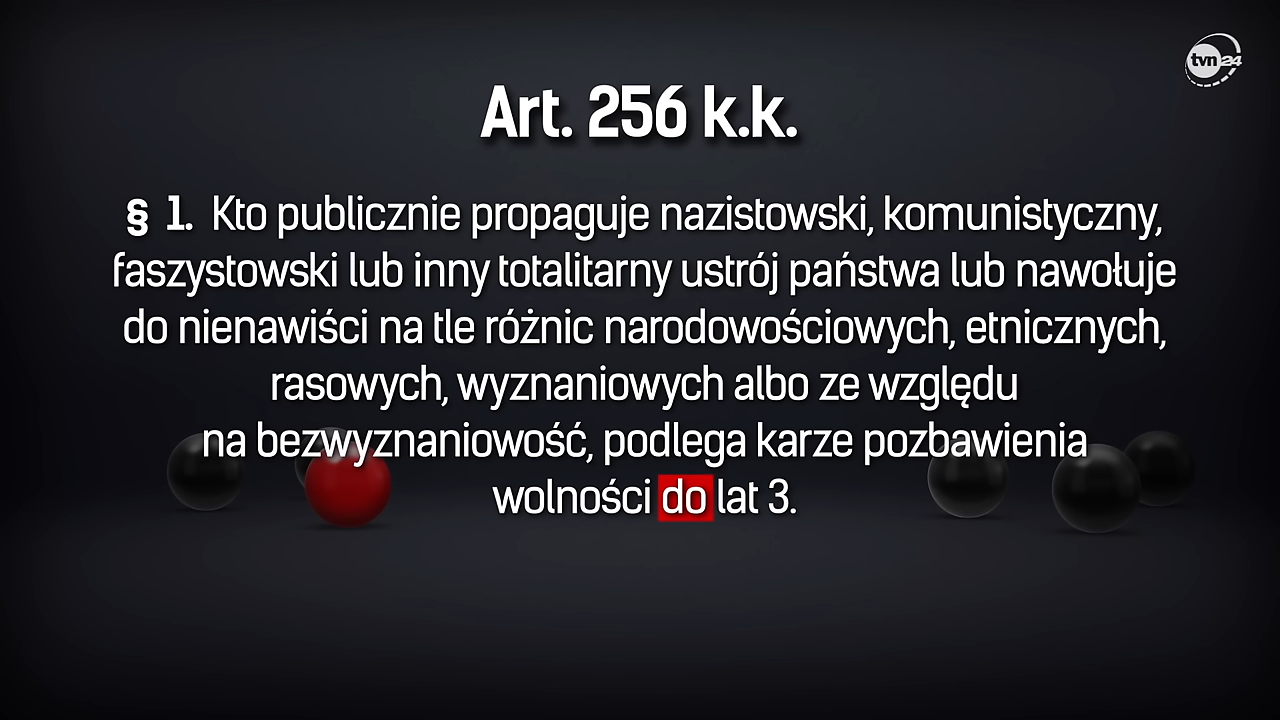 tvn24
Art. 256 k.k.
§ 1. Kto publicznie propaguje nazistowski, komunistyczny,
faszystowski lub inny totalitarny ustrój państwa lub nawołuje
do nienawiści na tle różnic narodowościowych, etnicznych,
rasowych, wyznaniowych albo ze względu
na bezwyznaniowość, podlega karze pozbawienia
wolności do lat 3.